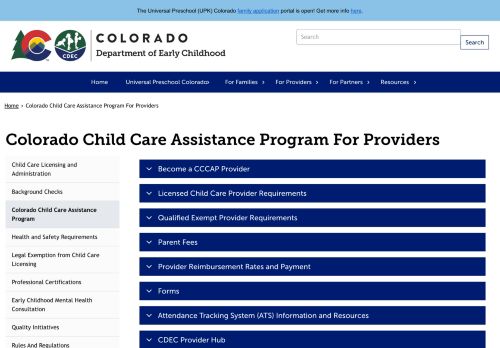 The Universal Preschool (UPK) Colorado family application portal is open! Get more info here.
COLORADO
Department of Early Childhood
CDEC
Search
Search
Home
Universal Preschool Colorado
For Families
For Providers
For Partners
Resources
Home › Colorado Child Care Assistance Program For Providers
Colorado Child Care Assistance Program For Providers
Child Care Licensing and
Administration
Background Checks
Colorado Child Care Assistance
Program
Health and Safety Requirements
Legal Exemption from Child Care
Licensing
Professional Certifications
Early Childhood Mental Health
Consultation
Quality Initiatives
Rules and Regulations
Become a CCCAP Provider
Licensed Child Care Provider Requirements
Qualified Exempt Provider Requirements
Parent Fees
Provider Reimbursement Rates and Payment
Forms
Attendance Tracking System (ATS) Information and Resources
CDEC Provider Hub